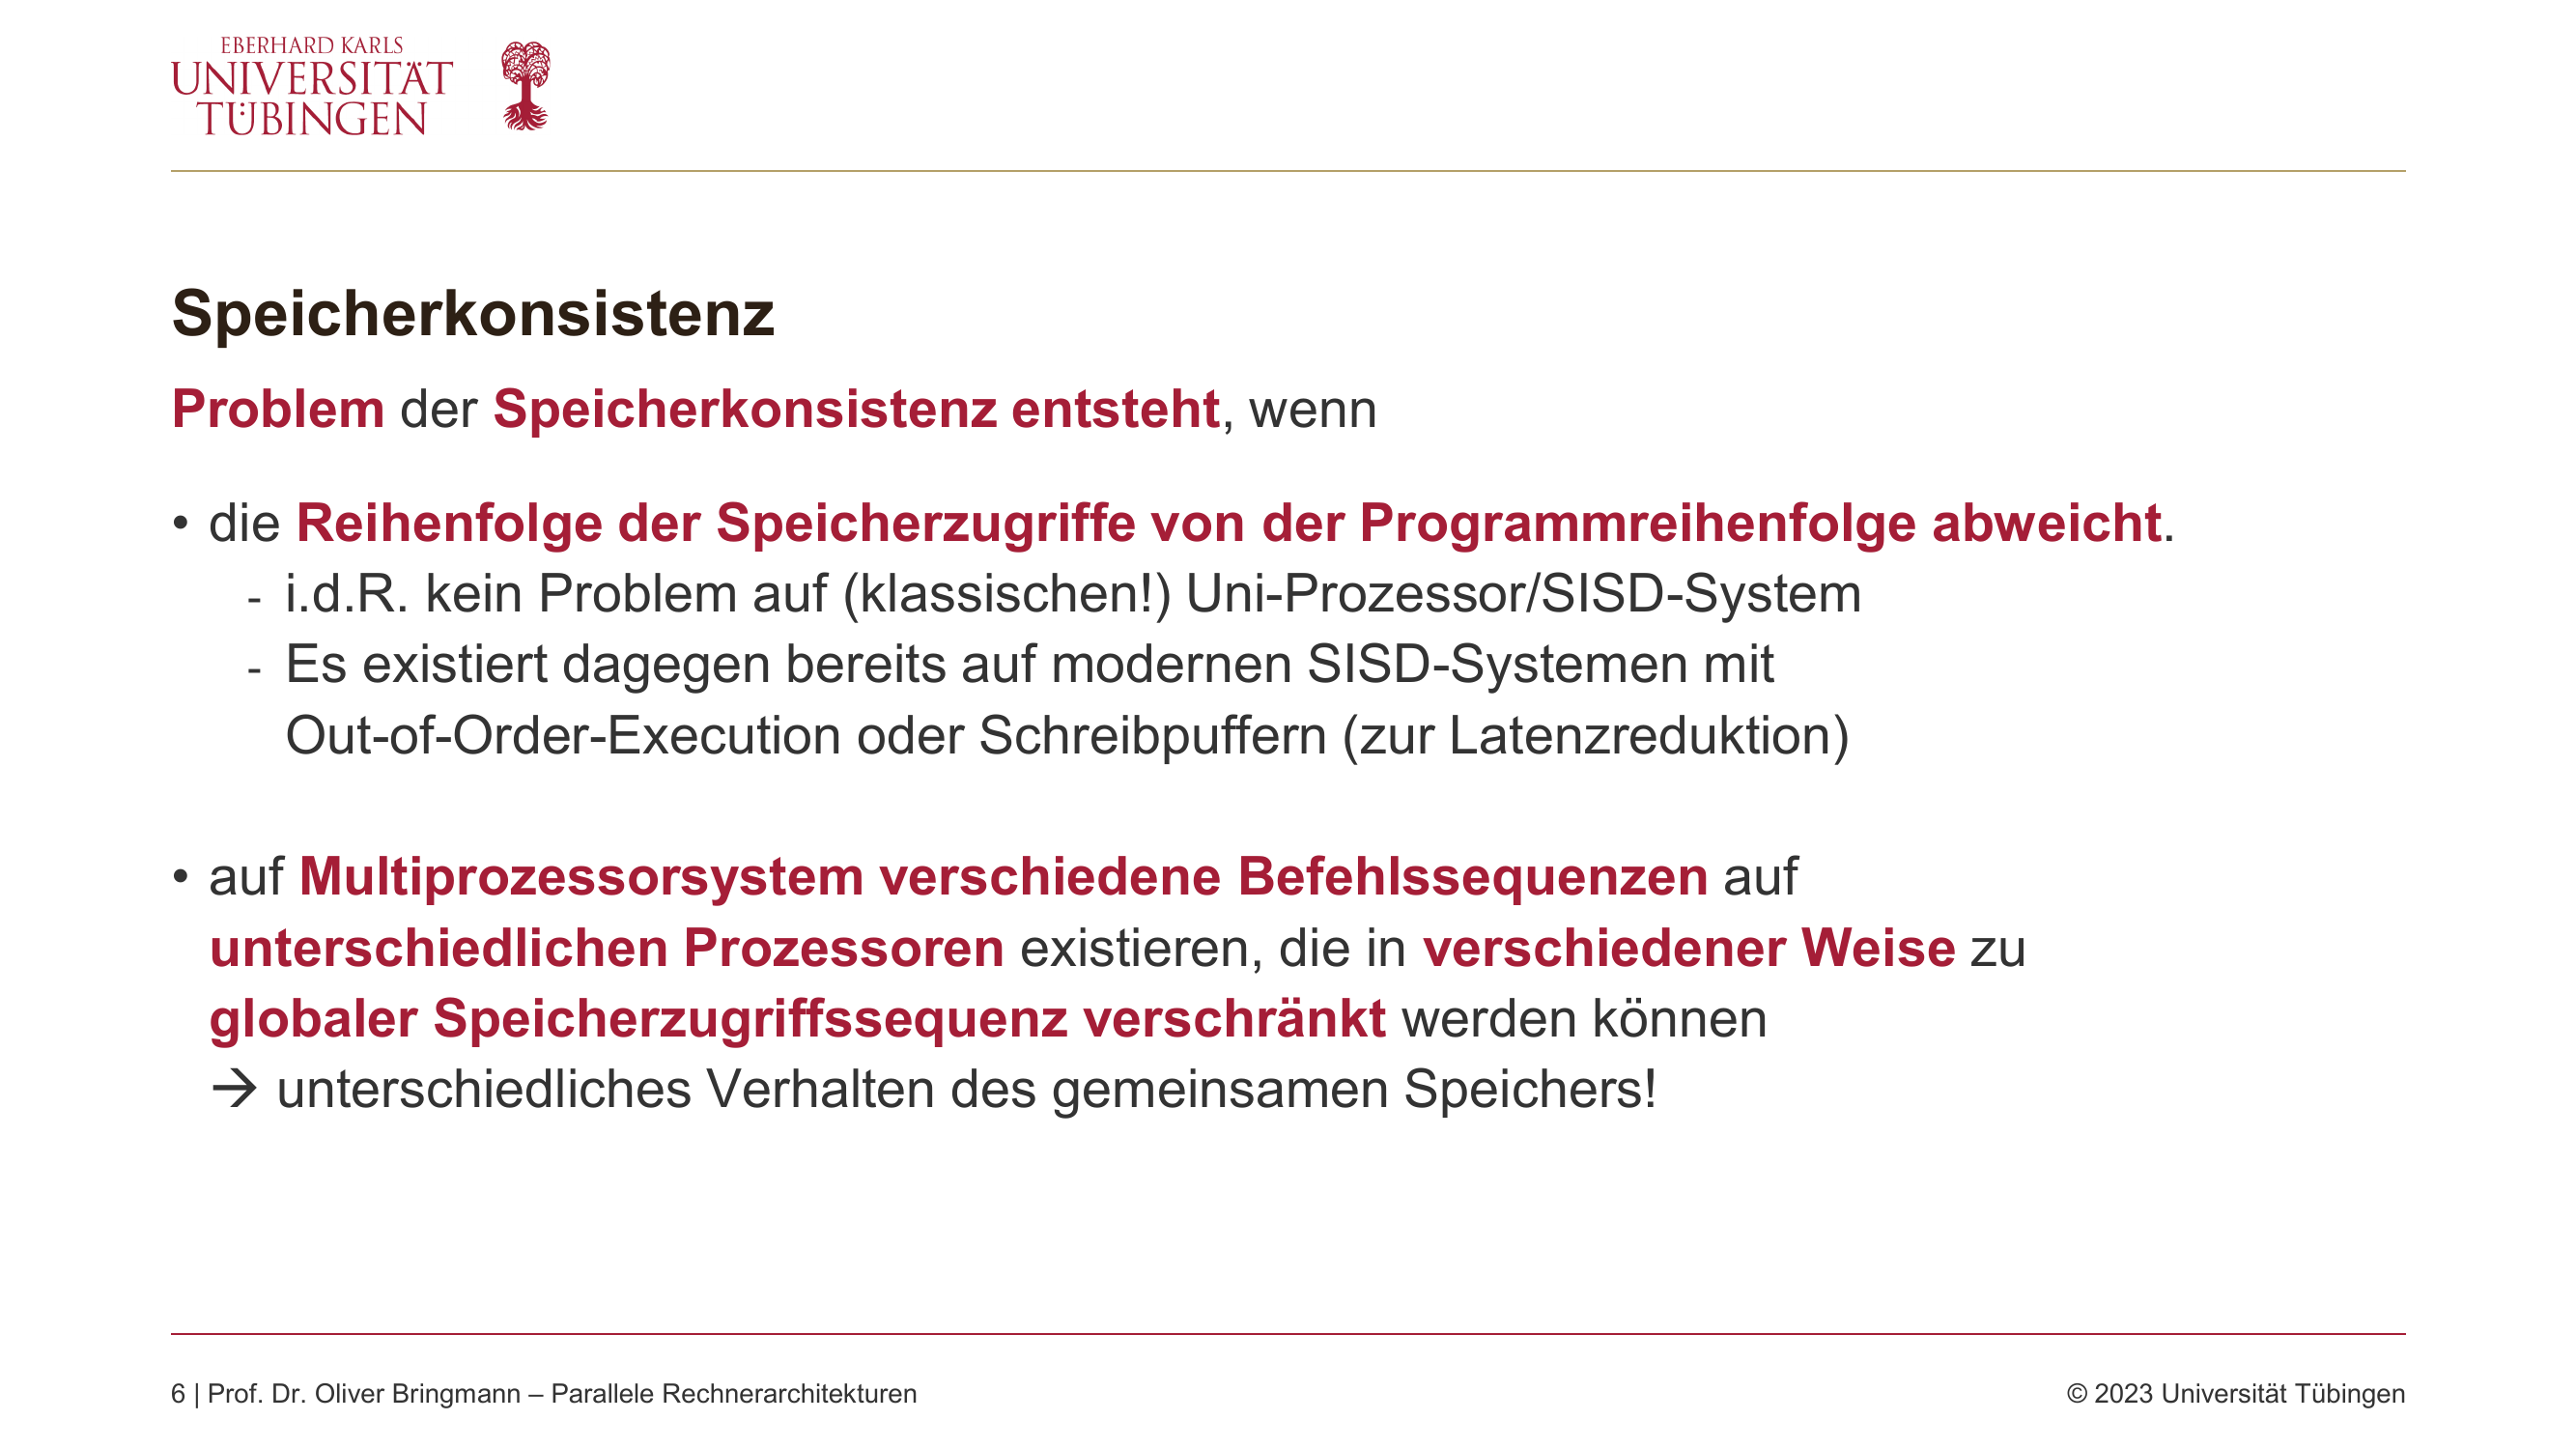 EBERHARD KARLS
UNIVERSITÄT
TÜBINGEN
Speicherkonsistenz
Problem der Speicherkonsistenz entsteht, wenn
• die Reihenfolge der Speicherzugriffe von der Programmreihenfolge abweicht.
- i.d.R. kein Problem auf (klassischen!) Uni-Prozessor/SISD-System
- Es existiert dagegen bereits auf modernen SISD-Systemen mit
Out-of-Order-Execution oder Schreibpuffern (zur Latenzreduktion)
• auf Multiprozessorsystem verschiedene Befehlssequenzen auf
unterschiedlichen Prozessoren existieren, die in verschiedener Weise zu
globaler Speicherzugriffssequenz verschränkt werden können
→ unterschiedliches Verhalten des gemeinsamen Speichers!
6 | Prof. Dr. Oliver Bringmann – Parallele Rechnerarchitekturen
© 2023 Universität Tübingen